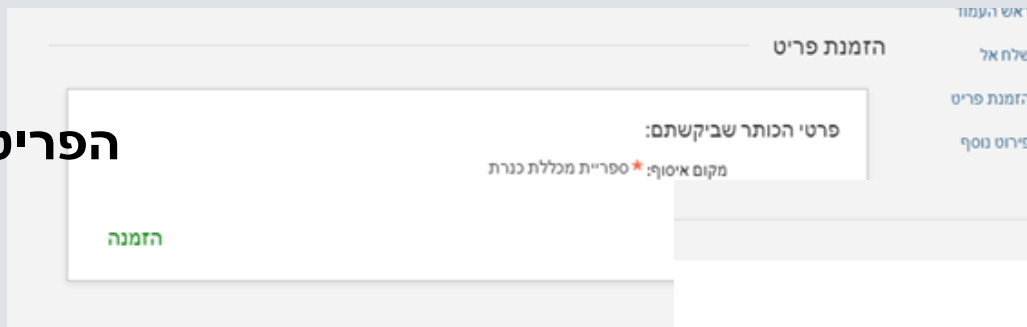 ראש העמוד
שלח אל
הזמנת פריט
פירוט נוסף
הזמנת פריט
פרטי הכותר שביקשתם:
מקום איסוף: * ספריית מכללת כנרת
הזמנה